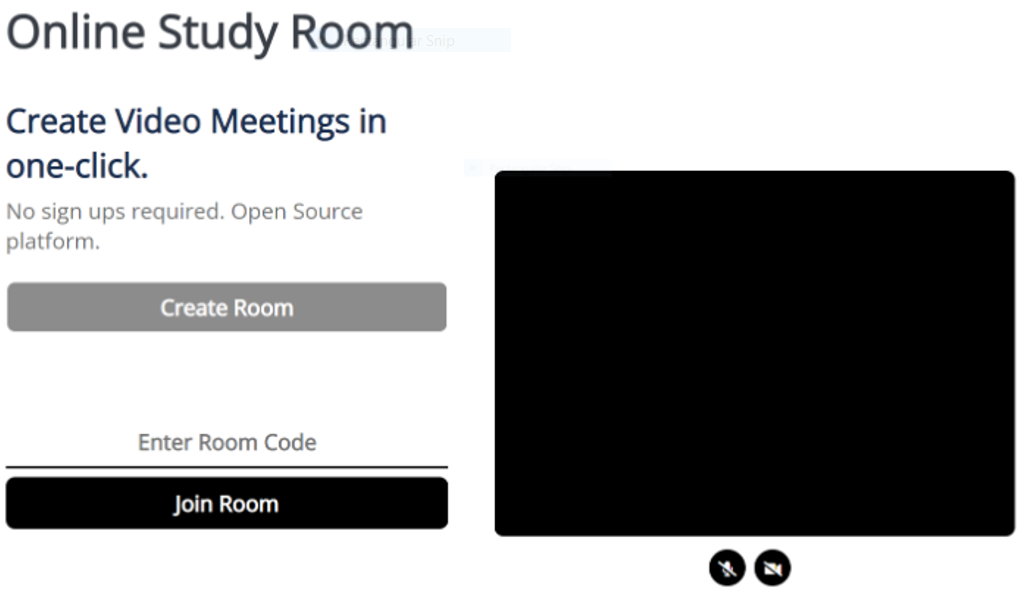 Online Study Room
Snip
Create Video Meetings in
one-click.
No sign ups required. Open Source
platform.
Create Room
Enter Room Code
Join Room